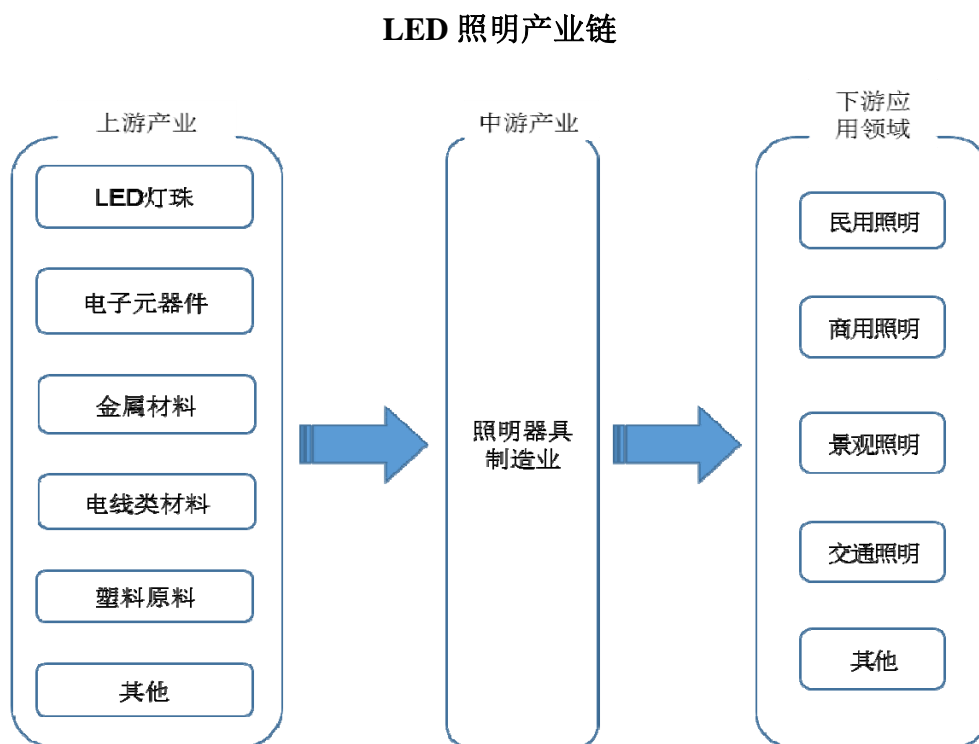 LED 照明产业链
上游产业
LED灯珠
电子元器件
金属材料
电线类材料
塑料原料
其他
中游产业
照明器具
制造业
下游应
用领域
民用照明
商用照明
景观照明
交通照明
其他